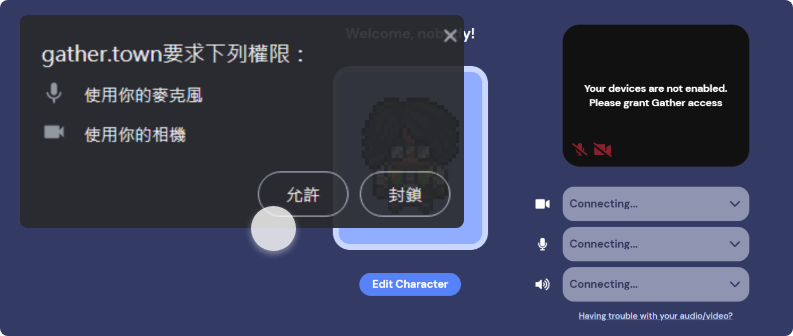 Welcome, nobody!
gather.town要求下列權限：
使用你的麥克風
使用你的相機
允許
封鎖
Edit Character
Your devices are not enabled.
Please grant Gather access
Connecting...
Connecting...
Connecting...
Having trouble with your audio/video?